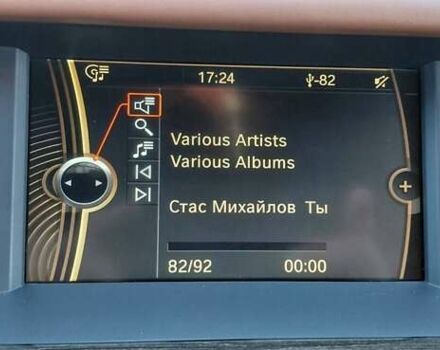 17:24 -82
Various Artists
Various Albums
Стас Михайлов Ты
82/92 00:00